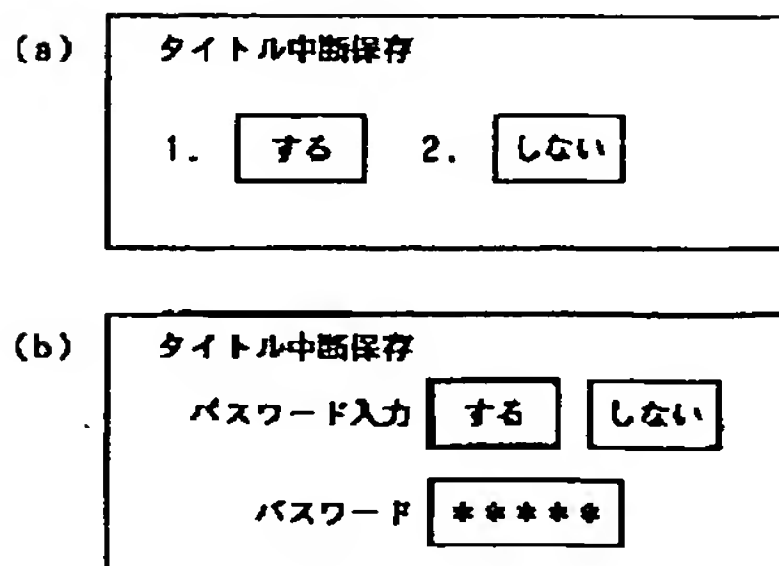 (a) タイトル中断保存
1. する 2. しない
(b) タイトル中断保存
パスワード入力 する しない
パスワード *****